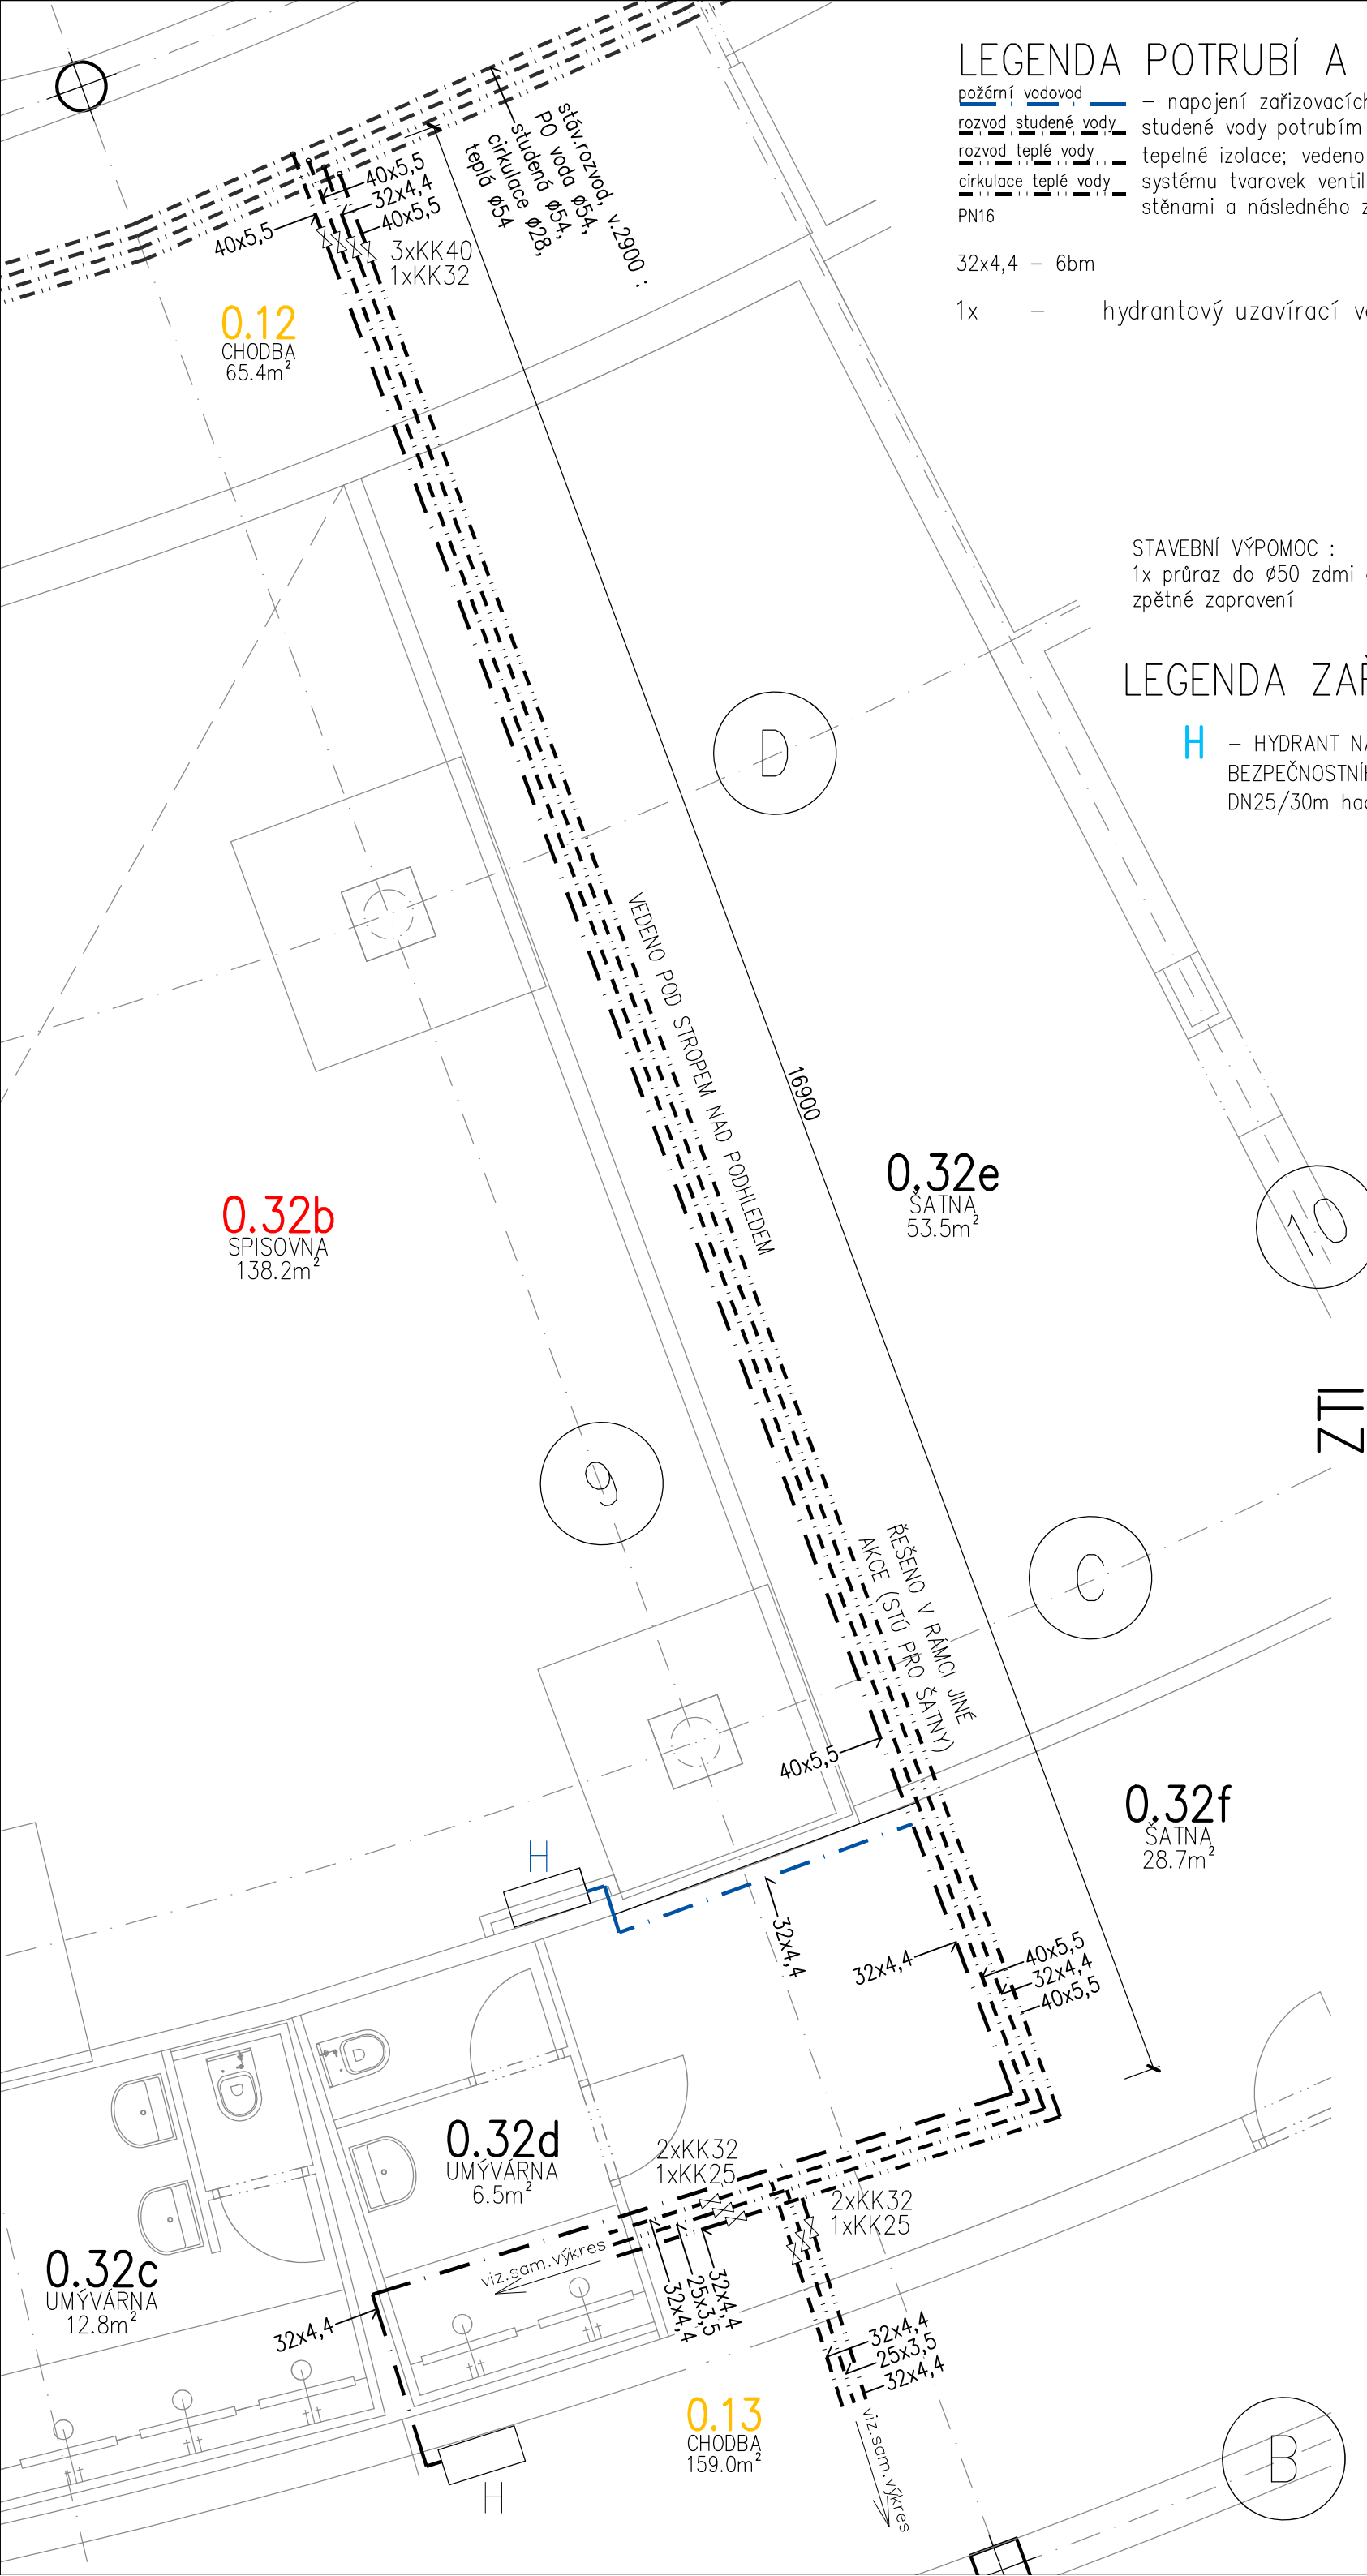 LEGENDA POTRUBÍ A
požární vodovod
rozvod studené vody
rozvod teplé vody
cirkulace teplé vody
PN16
– napojení zařizovacích
studené vody potrubím
tepelné izolace; vedeno
systému tvarovek ventil
stěnami a následného z
32x4,4 – 6bm
1x – hydrantový uzavírací
stáv.rozvod, v.2900 :
PO voda ø54,
studená ø54,
cirkulace ø28,
teplá ø54
40x5,5
32x4,4
40x5,5
40x5,5
3xKK40
1xKK32
0.12
CHODBA
65.4m²
STAVEBNÍ VÝPOMOC :
1x průraz do ø50 zdmi
zpětné zapravení
LEGENDA ZAŘ
H – HYDRANT NÁ
BEZPEČNOSTNÍ
DN25/30m had
D
VEDENO POD STROPEM NAD PODHLEDEM
16900
0.32e
ŠATNA
53.5m²
10
0.32b
SPISOVNA
138.2m²
ZTI
9
C
ŘEŠENO V RÁMCI JINÉ
AKCE (STÚ PRO ŠATNY)
40x5,5
0.32f
ŠATNA
28.7m²
H
32x4,4
32x4,4
40x5,5
32x4,4
40x5,5
0.32d
UMÝVÁRNA
6.5m²
2xKK32
1xKK25
2xKK32
1xKK25
viz.sam.výkres
0.32c
UMÝVÁRNA
12.8m²
32x4,4
32x4,4
25x3,5
32x4,4
32x4,4
25x3,5
32x4,4
0.13
CHODBA
159.0m²
viz.sam.výkres
B
H